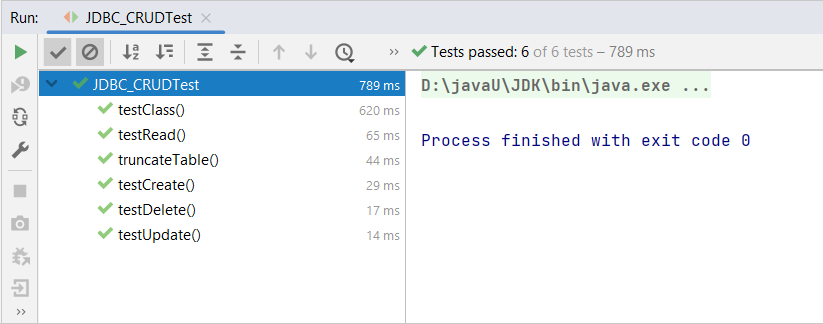 Run: JDBC_CRUDTest ×
>> Tests passed: 6 of 6 tests – 789 ms
JDBC_CRUDTest 789 ms
testClass() 620 ms
testRead() 65 ms
truncateTable() 44 ms
testCreate() 29 ms
testDelete() 17 ms
testUpdate() 14 ms
>>
D:\javaU\JDK\bin\java.exe ...
Process finished with exit code 0